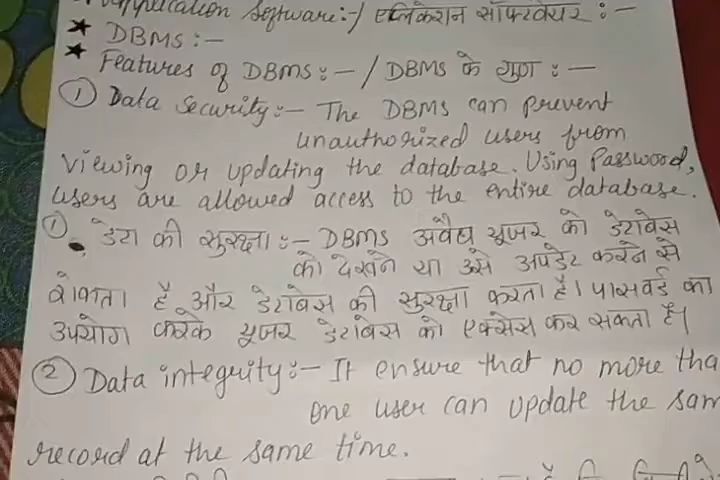 Application Software:-/ एप्लिकेशन सॉफ्टवेयर :-
★ DBMS :-
★ Features of DBMS :- / DBMS के गुण :-
① Data Security :- The DBMS can prevent
unauthorized users from
viewing or updating the database. Using Password,
users are allowed access to the entire database.
① डेटा की सुरक्षा :- DBMS अवैध यूजर को डेटाबेस
को देखने या उसे अपडेट करने से
रोकता है और डेटाबेस की सुरक्षा करता है। पासवर्ड का
उपयोग करके यूजर डेटाबेस को एक्सेस कर सकता है।
② Data integrity :- It ensure that no more tha
one user can update the sam
record at the same time.